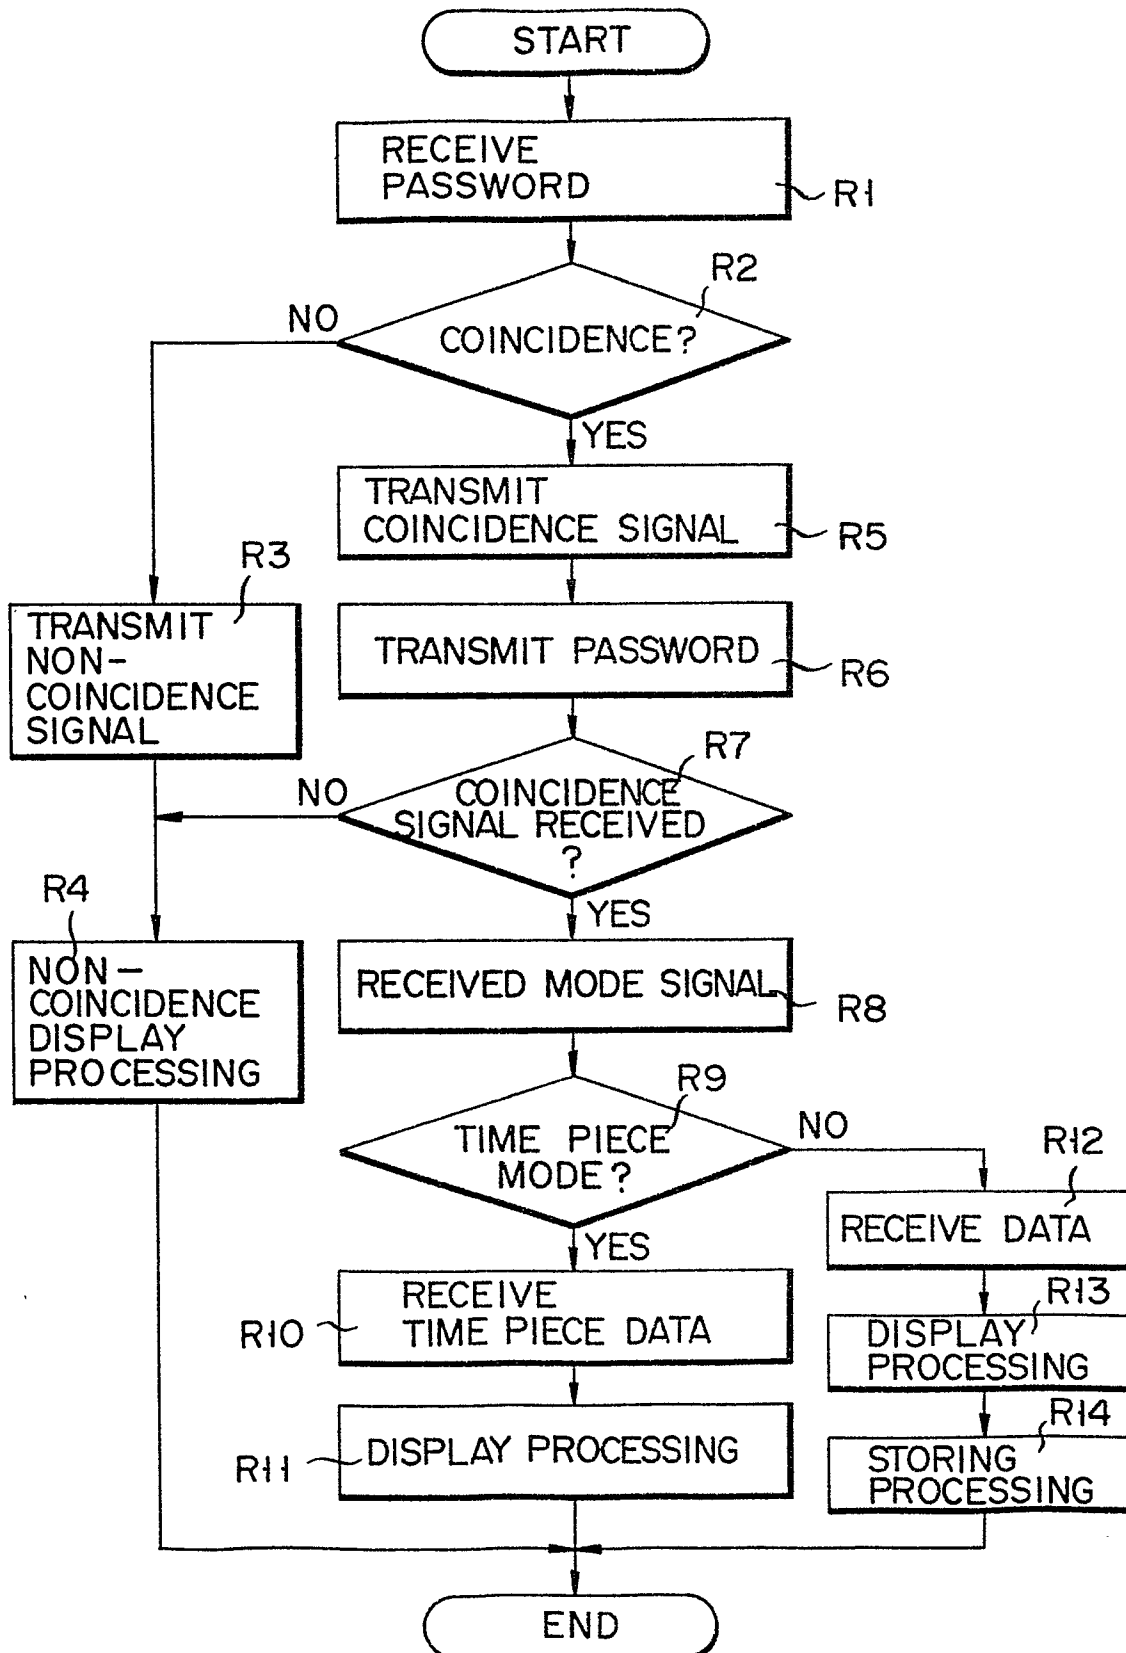 START
RECEIVE
PASSWORD
R1
R2
NO
COINCIDENCE?
YES
TRANSMIT
COINCIDENCE SIGNAL
R5
R3
TRANSMIT
NON-
COINCIDENCE
SIGNAL
TRANSMIT PASSWORD
R6
R7
NO
COINCIDENCE
SIGNAL RECEIVED
?
YES
R4
NON-
COINCIDENCE
DISPLAY
PROCESSING
RECEIVED MODE SIGNAL
R8
R9
TIME PIECE
MODE?
NO
YES
R12
RECEIVE DATA
RECEIVE
TIME PIECE DATA
R10
R13
DISPLAY
PROCESSING
DISPLAY PROCESSING
R11
R14
STORING
PROCESSING
END